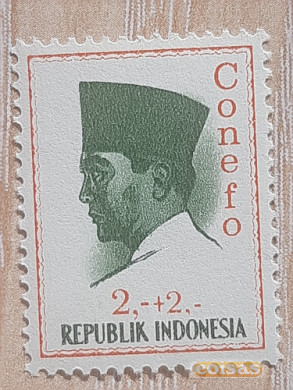 Conefo
2,-+2,-
REPUBLIK INDONESIA